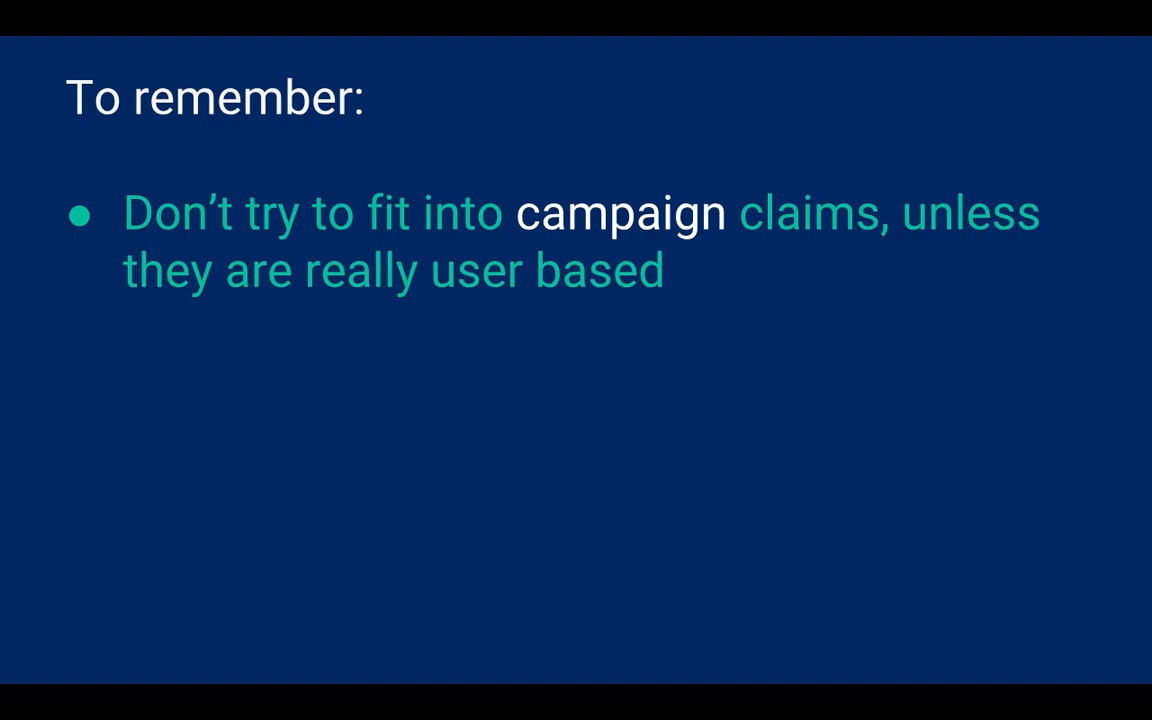 To remember:
● Don’t try to fit into campaign claims, unless
they are really user based